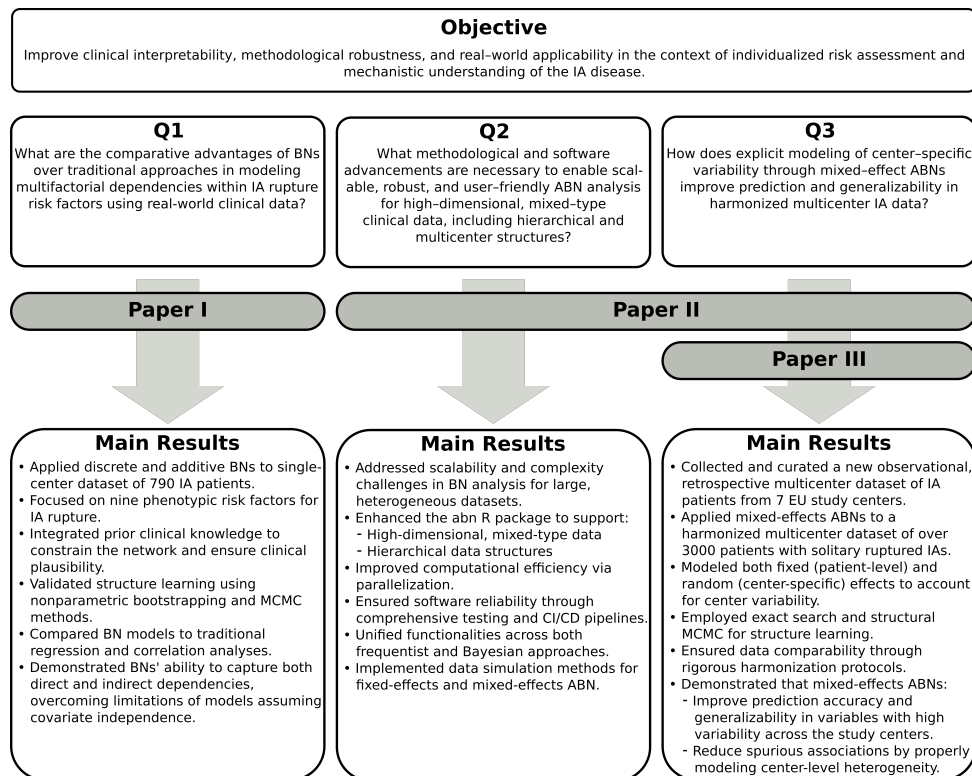 Objective
Improve clinical interpretability, methodological robustness, and real–world applicability in the context of individualized risk assessment and
mechanistic understanding of the IA disease.
Q1
What are the comparative advantages of BNs
over traditional approaches in modeling
multifactorial dependencies within IA rupture
risk factors using real-world clinical data?
Q2
What methodological and software
advancements are necessary to enable scal-
able, robust, and user–friendly ABN analysis
for high–dimensional, mixed–type
clinical data, including hierarchical and
multicenter structures?
Q3
How does explicit modeling of center–specific
variability through mixed–effect ABNs
improve prediction and generalizability in
harmonized multicenter IA data?
Paper I
Paper II
Paper III
Main Results
• Applied discrete and additive BNs to single-
center dataset of 790 IA patients.
• Focused on nine phenotypic risk factors for
IA rupture.
• Integrated prior clinical knowledge to
constrain the network and ensure clinical
plausibility.
• Validated structure learning using
nonparametric bootstrapping and MCMC
methods.
• Compared BN models to traditional
regression and correlation analyses.
• Demonstrated BNs' ability to capture both
direct and indirect dependencies,
overcoming limitations of models assuming
covariate independence.
Main Results
• Addressed scalability and complexity
challenges in BN analysis for large,
heterogeneous datasets.
• Enhanced the abn R package to support:
- High-dimensional, mixed-type data
- Hierarchical data structures
• Improved computational efficiency via
parallelization.
• Ensured software reliability through
comprehensive testing and CI/CD pipelines.
• Unified functionalities across both
frequentist and Bayesian approaches.
• Implemented data simulation methods for
fixed-effects and mixed-effects ABN.
Main Results
• Collected and curated a new observational,
retrospective multicenter dataset of IA
patients from 7 EU study centers.
• Applied mixed-effects ABNs to a
harmonized multicenter dataset of over
3000 patients with solitary ruptured IAs.
• Modeled both fixed (patient-level) and
random (center-specific) effects to account
for center variability.
• Employed exact search and structural
MCMC for structure learning.
• Ensured data comparability through
rigorous harmonization protocols.
• Demonstrated that mixed-effects ABNs:
- Improve prediction accuracy and
generalizability in variables with high
variability across the study centers.
- Reduce spurious associations by properly
modeling center-level heterogeneity.